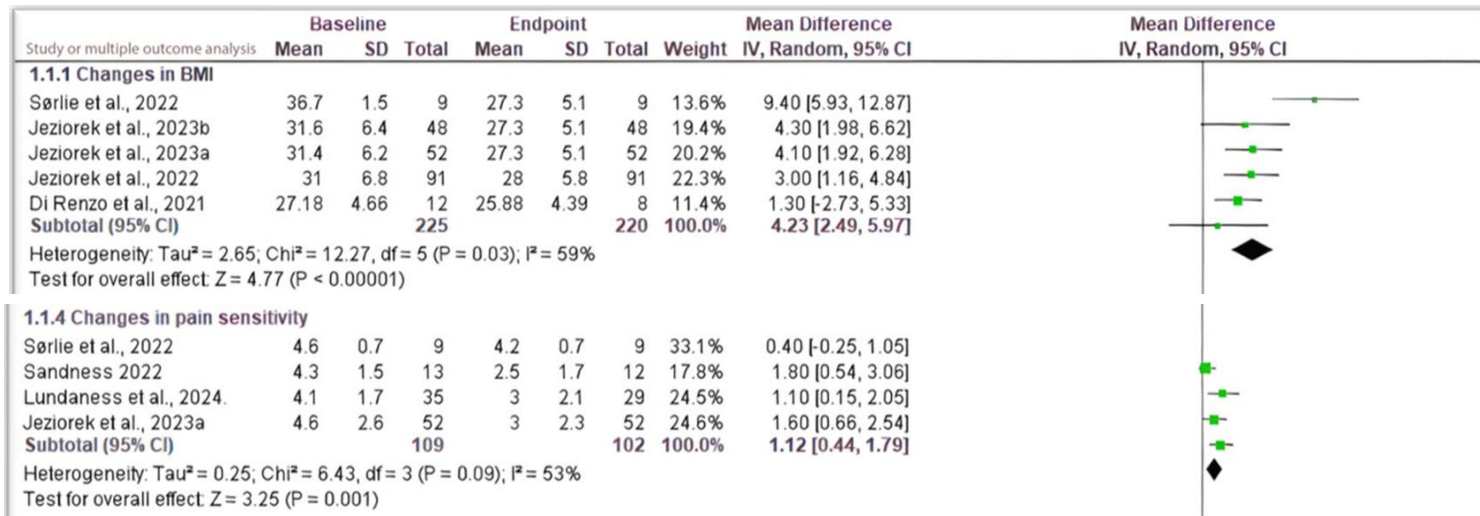 Baseline Endpoint Mean Difference Mean Difference
Study or multiple outcome analysis Mean SD Total Mean SD Total Weight IV, Random, 95% CI IV, Random, 95% CI
1.1.1 Changes in BMI
Sørlie et al., 2022 36.7 1.5 9 27.3 5.1 9 13.6% 9.40 [5.93, 12.87]
Jeziorek et al., 2023b 31.6 6.4 48 27.3 5.1 48 19.4% 4.30 [1.98, 6.62]
Jeziorek et al., 2023a 31.4 6.2 52 27.3 5.1 52 20.2% 4.10 [1.92, 6.28]
Jeziorek et al., 2022 31 6.8 91 28 5.8 91 22.3% 3.00 [1.16, 4.84]
Di Renzo et al., 2021 27.18 4.66 12 25.88 4.39 8 11.4% 1.30 [-2.73, 5.33]
Subtotal (95% CI) 225 220 100.0% 4.23 [2.49, 5.97]
Heterogeneity: Tau² = 2.65; Chi² = 12.27, df = 5 (P = 0.03); I² = 59%
Test for overall effect: Z = 4.77 (P < 0.00001)
1.1.4 Changes in pain sensitivity
Sørlie et al., 2022 4.6 0.7 9 4.2 0.7 9 33.1% 0.40 [-0.25, 1.05]
Sandness 2022 4.3 1.5 13 2.5 1.7 12 17.8% 1.80 [0.54, 3.06]
Lundaness et al., 2024. 4.1 1.7 35 3 2.1 29 24.5% 1.10 [0.15, 2.05]
Jeziorek et al., 2023a 4.6 2.6 52 3 2.3 52 24.6% 1.60 [0.66, 2.54]
Subtotal (95% CI) 109 102 100.0% 1.12 [0.44, 1.79]
Heterogeneity: Tau² = 0.25; Chi² = 6.43, df = 3 (P = 0.09); I² = 53%
Test for overall effect: Z = 3.25 (P = 0.001)